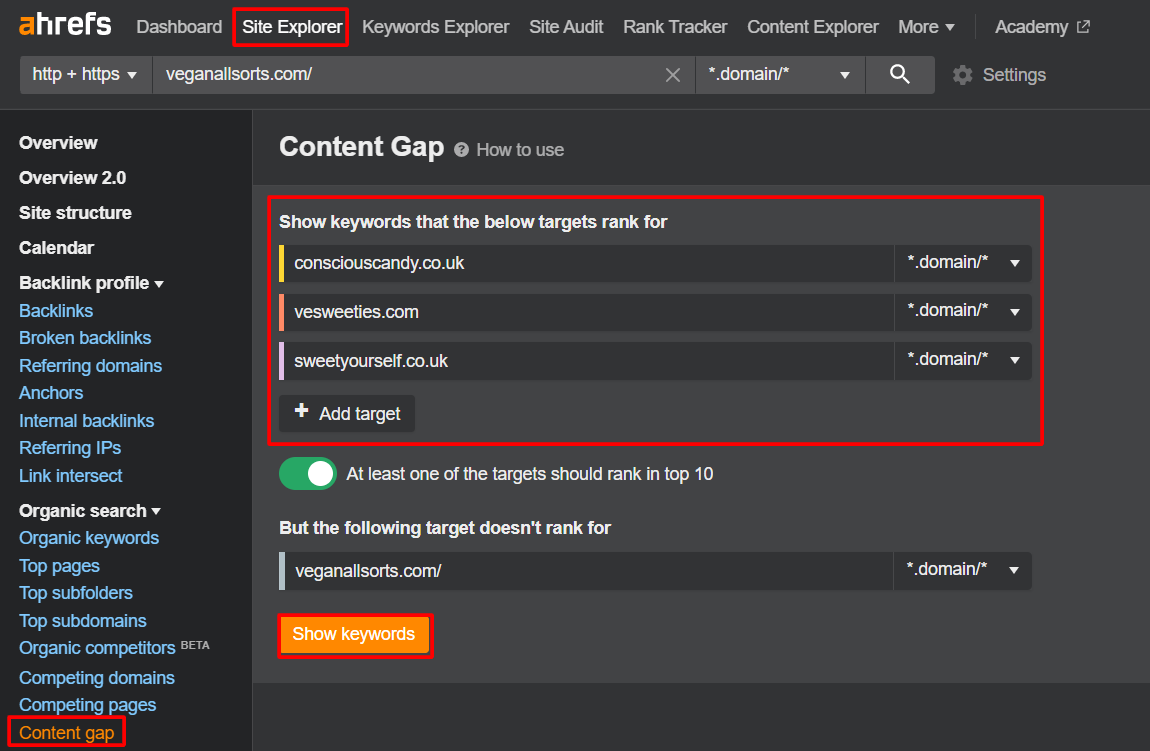 ahrefs Dashboard Site Explorer Keywords Explorer Site Audit Rank Tracker Content Explorer More Academy
http + https veganallsorts.com/ *.domain/* Settings
Overview
Overview 2.0
Site structure
Calendar
Backlink profile
Backlinks
Broken backlinks
Referring domains
Anchors
Internal backlinks
Referring IPs
Link intersect
Organic search
Organic keywords
Top pages
Top subfolders
Top subdomains
Organic competitors BETA
Competing domains
Competing pages
Content gap
Content Gap ? How to use
Show keywords that the below targets rank for
consciouscandy.co.uk *.domain/*
vesweeties.com *.domain/*
sweetyourself.co.uk *.domain/*
+ Add target
At least one of the targets should rank in top 10
But the following target doesn't rank for
veganallsorts.com/ *.domain/*
Show keywords